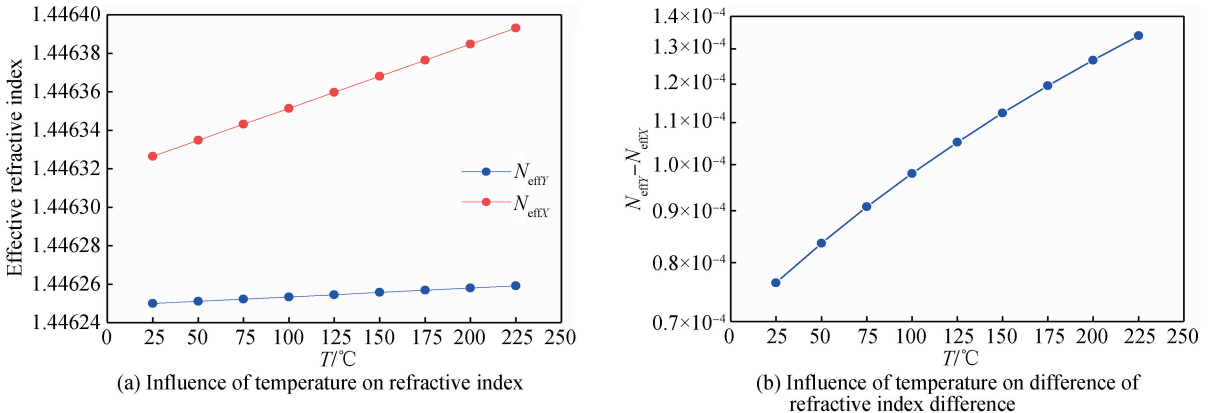 1.44640
1.44638
1.44636
1.44634
1.44632
1.44630
1.44628
1.44626
1.44624
Effective refractive index
NeffY
NeffX
0 25 50 75 100 125 150 175 200 225 250
T/℃
(a) Influence of temperature on refractive index
1.4×10⁻⁴
1.3×10⁻⁴
1.2×10⁻⁴
1.1×10⁻⁴
1.0×10⁻⁴
0.9×10⁻⁴
0.8×10⁻⁴
0.7×10⁻⁴
NeffY−NeffX
0 25 50 75 100 125 150 175 200 225 250
T/℃
(b) Influence of temperature on difference of
refractive index difference